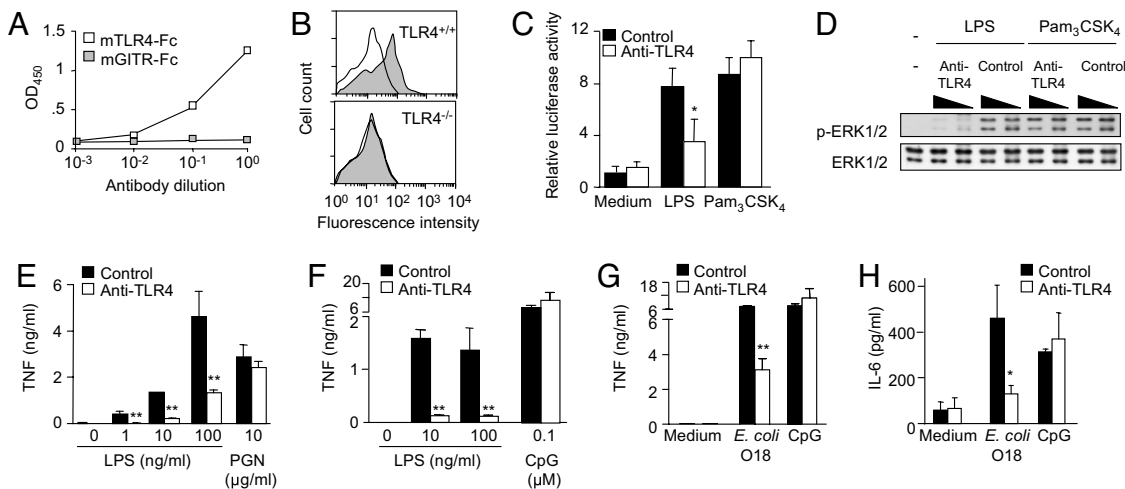 A
1.5
1
.5
0
OD450
mTLR4-Fc
mGITR-Fc
10-3 10-2 10-1 100
Antibody dilution
B
Cell count
TLR4+/+
TLR4-/-
100 101 102 103 104
Fluorescence intensity
C
Relative luciferase activity
12
8
4
0
Control
Anti-TLR4
*
Medium LPS Pam3CSK4
D
LPS Pam3CSK4
-
- Anti-TLR4 Control Anti-TLR4 Control
p-ERK1/2
ERK1/2
E
TNF (ng/ml)
6
4
2
0
Control
Anti-TLR4
** ** **
0 1 10 100 10
LPS (ng/ml) PGN
(µg/ml)
F
TNF (ng/ml)
20
6
2
1
0
Control
Anti-TLR4
** **
0 10 100 0.1
LPS (ng/ml) CpG
(µM)
G
TNF (ng/ml)
18
6
6
4
2
0
Control
Anti-TLR4
**
Medium E. coli CpG
O18
H
IL-6 (pg/ml)
600
400
200
0
Control
Anti-TLR4
*
Medium E. coli CpG
O18